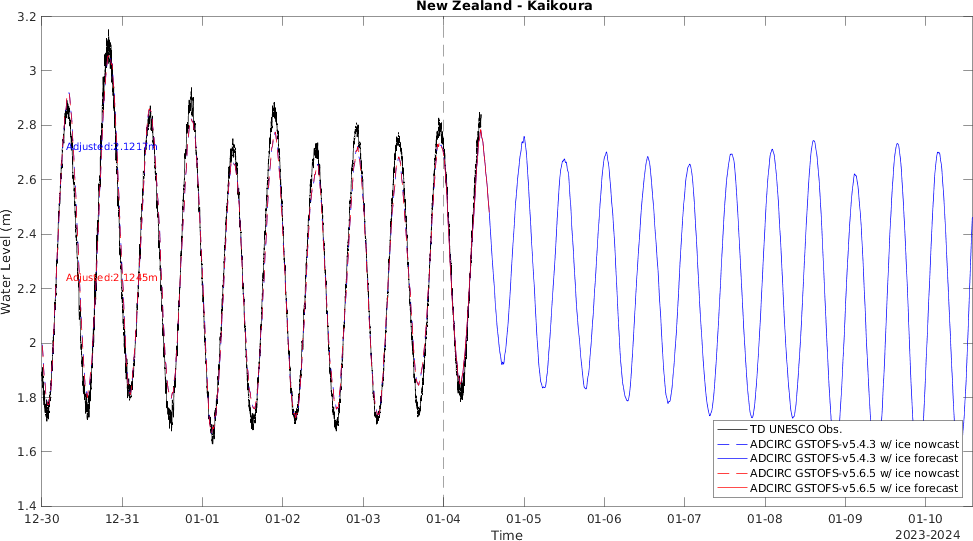 New Zealand - Kaikoura
3.2
3
2.8
2.6
2.4
2.2
2
1.8
1.6
1.4
Water Level (m)
Adjusted:2.1217m
Adjusted:2.1245m
TD UNESCO Obs.
ADCIRC GSTOFS-v5.4.3 w/ ice nowcast
ADCIRC GSTOFS-v5.4.3 w/ ice forecast
ADCIRC GSTOFS-v5.6.5 w/ ice nowcast
ADCIRC GSTOFS-v5.6.5 w/ ice forecast
12-30 12-31 01-01 01-02 01-03 01-04 01-05 01-06 01-07 01-08 01-09 01-10
Time
2023-2024